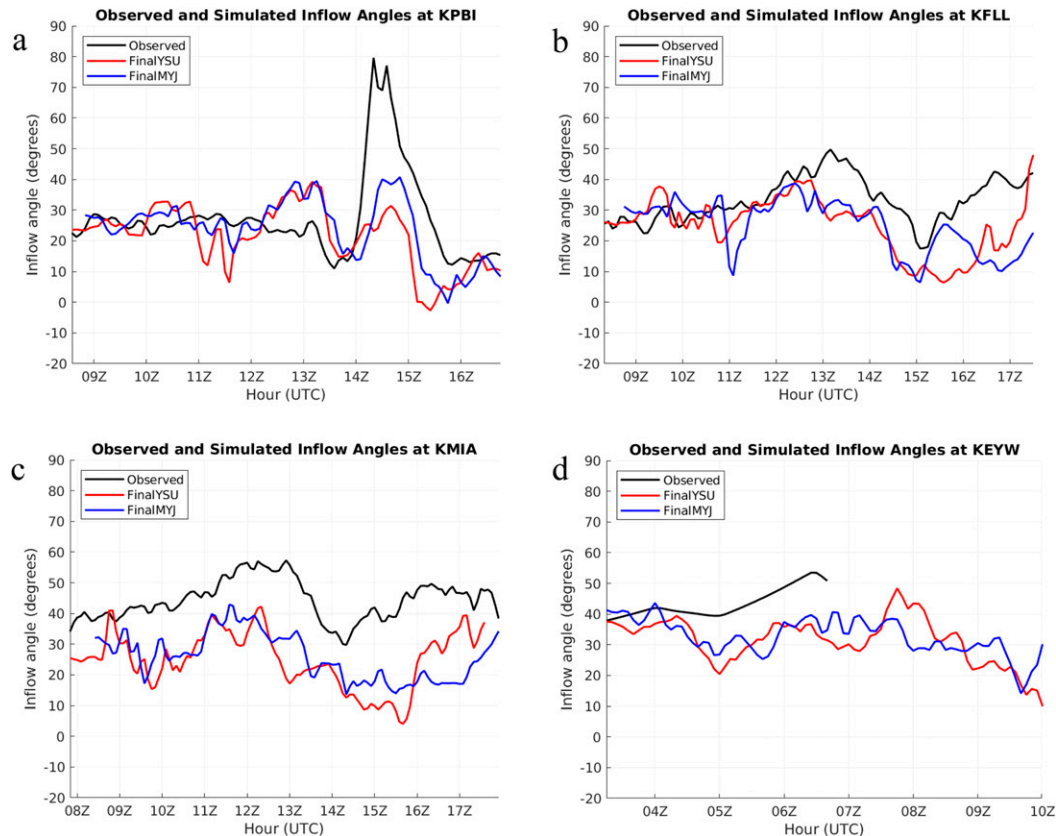 a
Observed and Simulated Inflow Angles at KPBI
Observed
FinalYSU
FinalMYJ
90
80
70
60
50
40
30
20
10
0
-10
-20
Inflow angle (degrees)
09Z 10Z 11Z 12Z 13Z 14Z 15Z 16Z
Hour (UTC)
b
Observed and Simulated Inflow Angles at KFLL
Observed
FinalYSU
FinalMYJ
90
80
70
60
50
40
30
20
10
0
-10
-20
Inflow angle (degrees)
09Z 10Z 11Z 12Z 13Z 14Z 15Z 16Z 17Z
Hour (UTC)
c
Observed and Simulated Inflow Angles at KMIA
Observed
FinalYSU
FinalMYJ
90
80
70
60
50
40
30
20
10
0
-10
-20
Inflow angle (degrees)
08Z 09Z 10Z 11Z 12Z 13Z 14Z 15Z 16Z 17Z
Hour (UTC)
d
Observed and Simulated Inflow Angles at KEYW
Observed
FinalYSU
FinalMYJ
90
80
70
60
50
40
30
20
10
0
-10
-20
Inflow angle (degrees)
04Z 05Z 06Z 07Z 08Z 09Z 10Z
Hour (UTC)